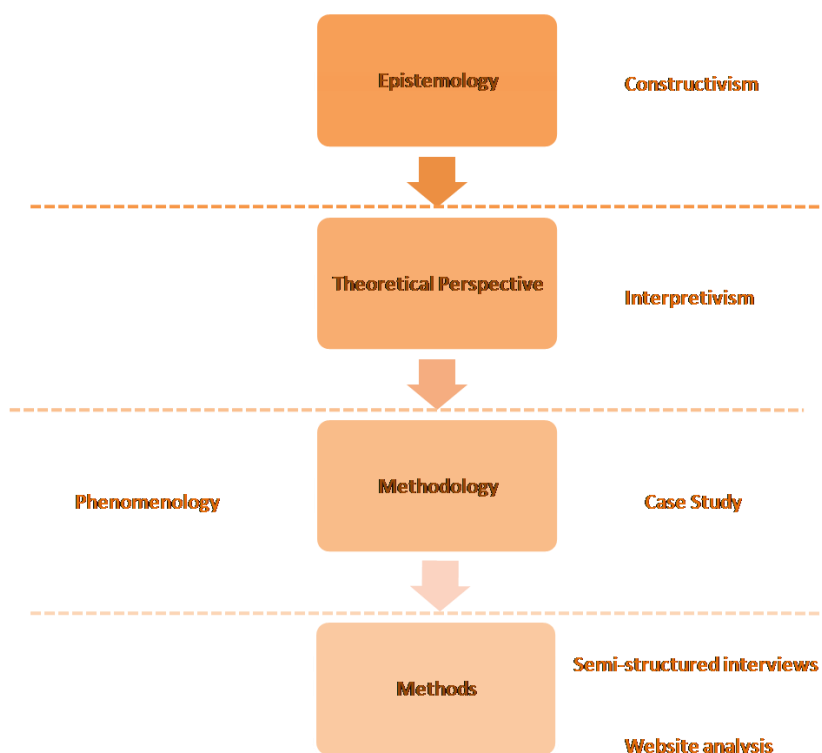 Epistemology
Constructivism
Theoretical Perspective
Interpretivism
Phenomenology
Methodology
Case Study
Semi-structured interviews
Methods
Website analysis